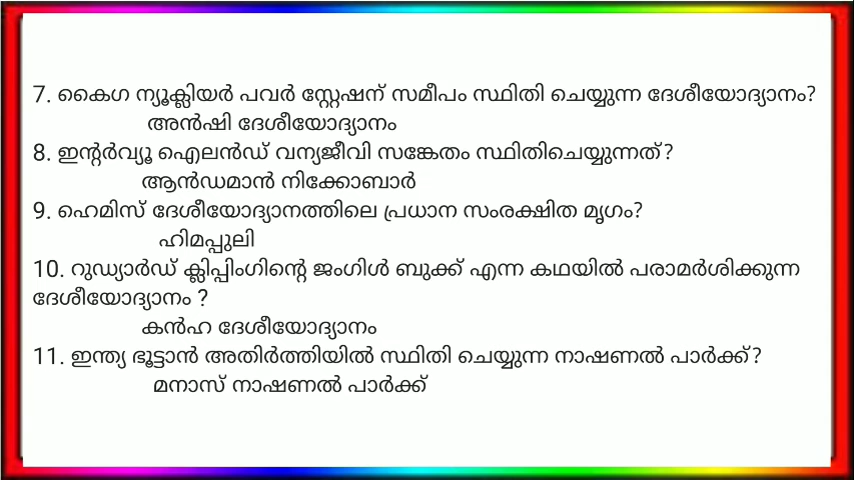 7. കൈഗ ന്യൂക്ലിയർ പവർ സ്റ്റേഷന് സമീപം സ്ഥിതി ചെയ്യുന്ന ദേശീയോദ്യാനം?
അൻഷി ദേശീയോദ്യാനം
8. ഇന്റർവ്യൂ ഐലൻഡ് വന്യജീവി സങ്കേതം സ്ഥിതിചെയ്യുന്നത്?
ആൻഡമാൻ നിക്കോബാർ
9. ഹെമിസ് ദേശീയോദ്യാനത്തിലെ പ്രധാന സംരക്ഷിത മൃഗം?
ഹിമപ്പുലി
10. റുഡ്യാർഡ് ക്ലിപ്പിംഗിന്റെ ജംഗിൾ ബുക്ക് എന്ന കഥയിൽ പരാമർശിക്കുന്ന
ദേശീയോദ്യാനം ?
കൻഹ ദേശീയോദ്യാനം
11. ഇന്ത്യ ഭൂട്ടാൻ അതിർത്തിയിൽ സ്ഥിതി ചെയ്യുന്ന നാഷണൽ പാർക്ക്?
മനാസ് നാഷണൽ പാർക്ക്